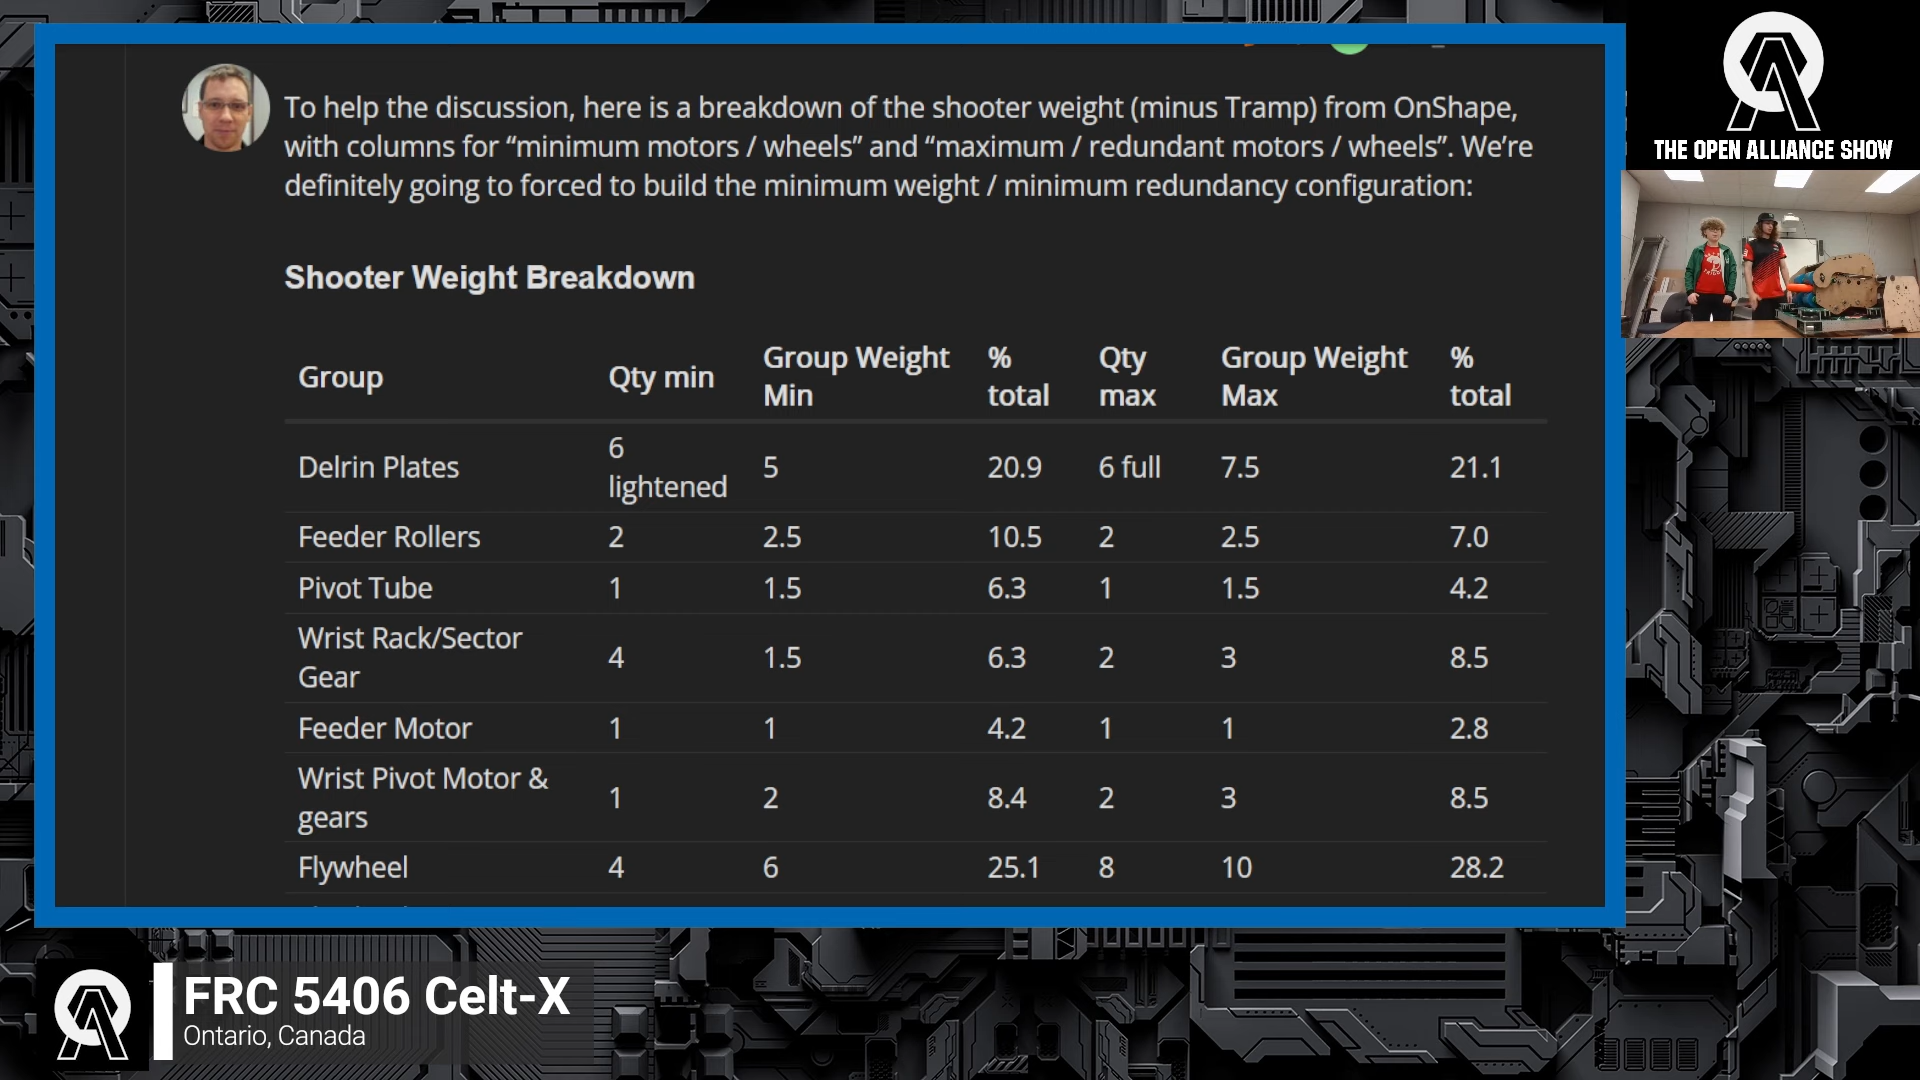 To help the discussion, here is a breakdown of the shooter weight (minus Tramp) from OnShape,
with columns for “minimum motors / wheels” and “maximum / redundant motors / wheels”. We’re
definitely going to forced to build the minimum weight / minimum redundancy configuration:
Shooter Weight Breakdown
Group Qty min Group Weight Min % total Qty max Group Weight Max % total
Delrin Plates 6 lightened 5 20.9 6 full 7.5 21.1
Feeder Rollers 2 2.5 10.5 2 2.5 7.0
Pivot Tube 1 1.5 6.3 1 1.5 4.2
Wrist Rack/Sector Gear 4 1.5 6.3 2 3 8.5
Feeder Motor 1 1 4.2 1 1 2.8
Wrist Pivot Motor & gears 1 2 8.4 2 3 8.5
Flywheel 4 6 25.1 8 10 28.2
THE OPEN ALLIANCE SHOW
FRC 5406 Celt-X
Ontario, Canada